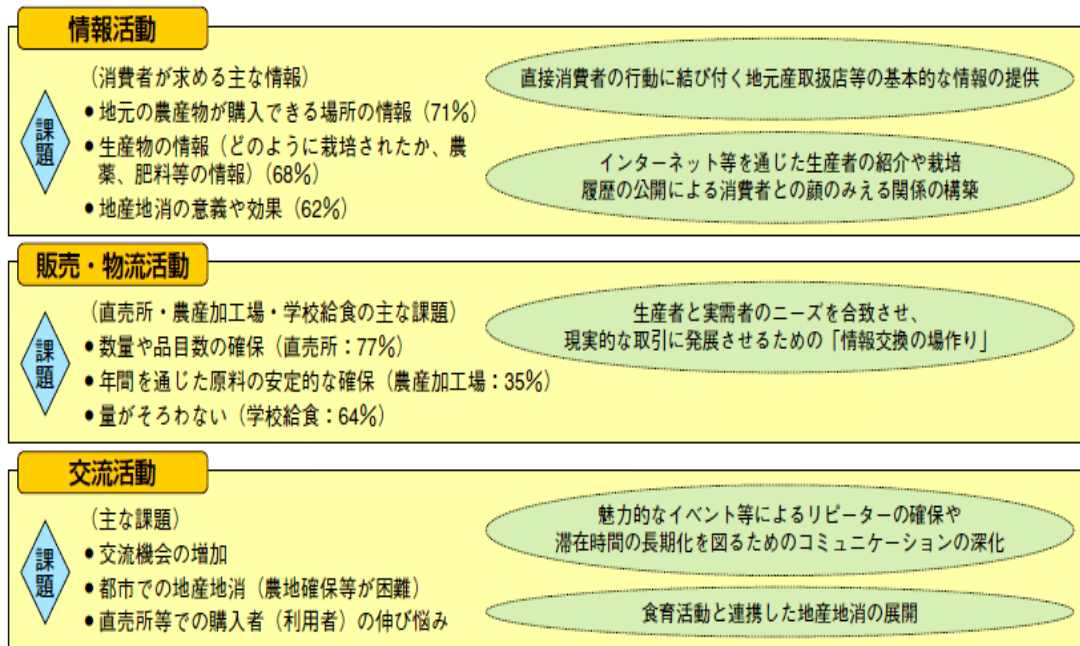 情報活動
課題
（消費者が求める主な情報）
●地元の農産物が購入できる場所の情報（71%）
●生産物の情報（どのように栽培されたか、農
薬、肥料等の情報）（68%）
●地産地消の意義や効果（62%）
直接消費者の行動に結び付く地元産取扱店等の基本的な情報の提供
インターネット等を通じた生産者の紹介や栽培
履歴の公開による消費者との顔のみえる関係の構築
販売・物流活動
課題
（直売所・農産加工場・学校給食の主な課題）
●数量や品目数の確保（直売所：77%）
●年間を通じた原料の安定的な確保（農産加工場：35%）
●量がそろわない（学校給食：64%）
生産者と実需者のニーズを合致させ、
現実的な取引に発展させるための「情報交換の場作り」
交流活動
課題
（主な課題）
●交流機会の増加
●都市での地産地消（農地確保等が困難）
●直売所等での購入者（利用者）の伸び悩み
魅力的なイベント等によるリピーターの確保や
滞在時間の長期化を図るためのコミュニケーションの深化
食育活動と連携した地産地消の展開